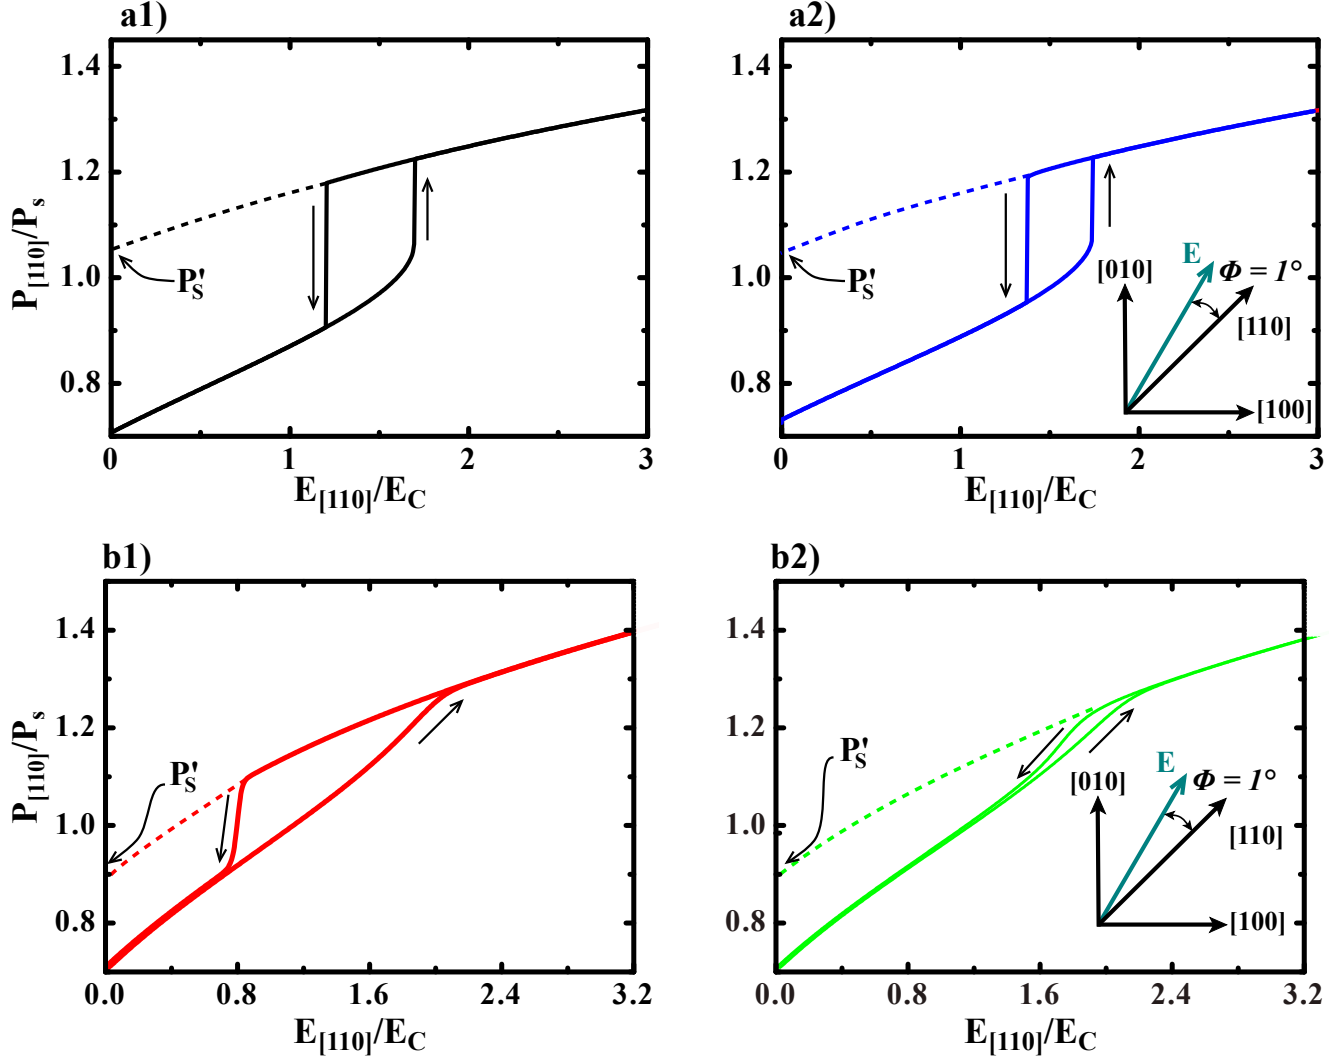 a1)
a2)
1.4
1.2
1.0
0.8
P[110]/Ps
P'S
0
1
2
3
E[110]/EC
1.4
1.2
1.0
0.8
P'S
[010]
E
Φ = 1°
[110]
[100]
0
1
2
3
E[110]/EC
b1)
b2)
1.4
1.2
1.0
0.8
P[110]/Ps
P'S
0.0
0.8
1.6
2.4
3.2
E[110]/EC
1.4
1.2
1.0
0.8
P'S
[010]
E
Φ = 1°
[110]
[100]
0.0
0.8
1.6
2.4
3.2
E[110]/EC